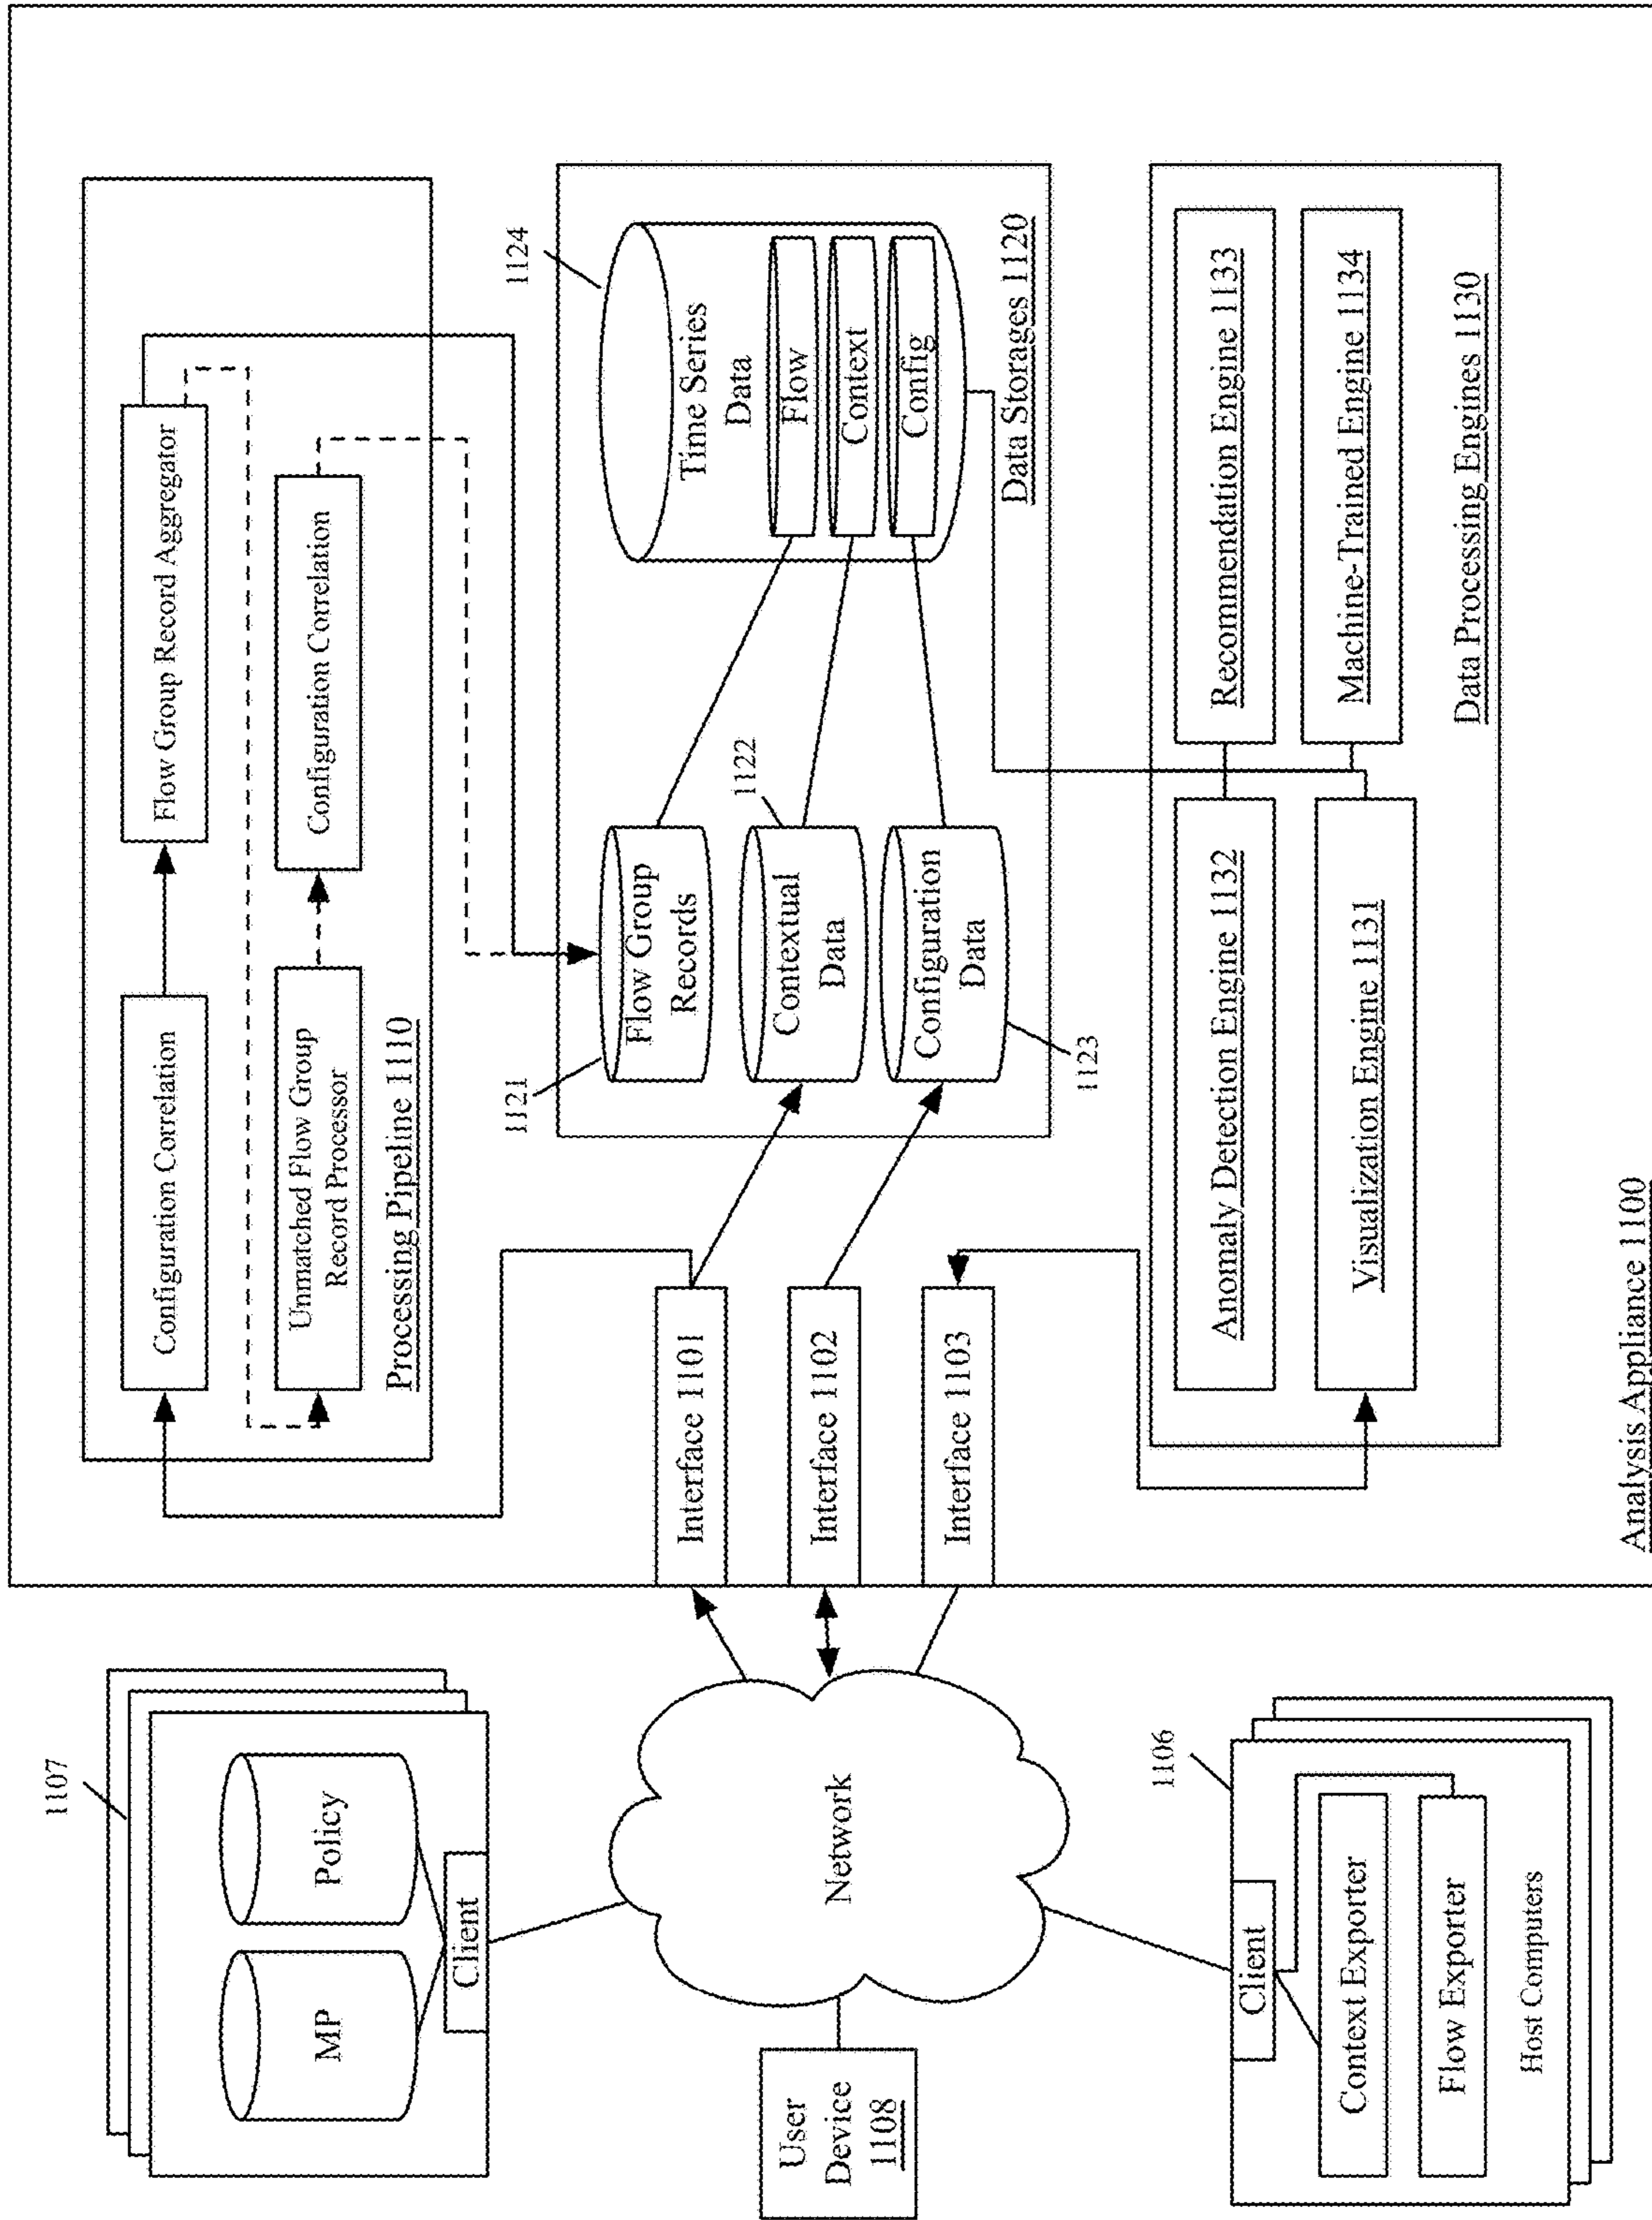 1107
MP
Policy
Client
User
Device
1108
Network
1106
Client
Context Exporter
Flow Exporter
Host Computers
Configuration Correlation
Flow Group Record Aggregator
Unmatched Flow Group
Record Processor
Configuration Correlation
Processing Pipeline 1110
Interface 1101
Interface 1102
Interface 1103
1121
Flow Group
Records
1122
Contextual
Data
Configuration
Data
1123
1124
Time Series
Data
Flow
Context
Config
Data Storages 1120
Anomaly Detection Engine 1132
Recommendation Engine 1133
Visualization Engine 1131
Machine-Trained Engine 1134
Data Processing Engines 1130
Analysis Appliance 1100